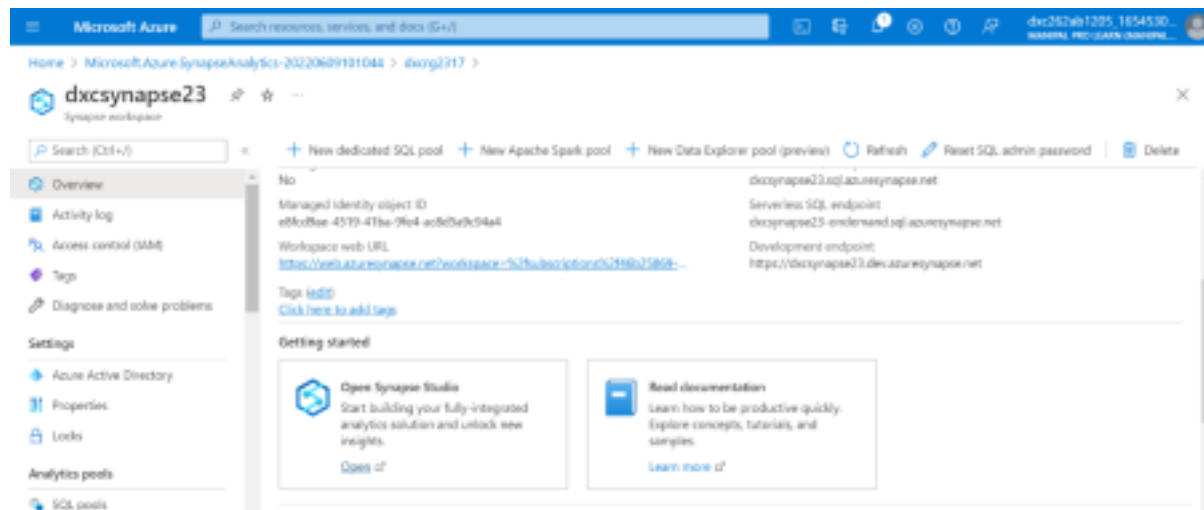 Microsoft Azure
Search resources, services, and docs (G+/)
Home > Microsoft.Azure.SynapseAnalytics-20220609101044 > dxcrg2317 >
dxcsynapse23
Synapse workspace
Search (Ctrl+/)
New dedicated SQL pool
New Apache Spark pool
New Data Explorer pool (preview)
Refresh
Reset SQL admin password
Delete
Overview
Activity log
Access control (IAM)
Tags
Diagnose and solve problems
Settings
Azure Active Directory
Properties
Locks
Analytics pools
SQL pools
No
Managed Identity object ID
Workspace web URL
Tags (edit)
Click here to add tags
dxcsynapse23.sql.azuresynapse.net
Serverless SQL endpoint
dxcsynapse23-ondemand.sql.azuresynapse.net
Development endpoint
https://dxcsynapse23.dev.azuresynapse.net
Getting started
Open Synapse Studio
Start building your fully-integrated
analytics solution and unlock new
insights.
Open
Read documentation
Learn how to be productive quickly.
Explore concepts, tutorials, and
samples.
Learn more